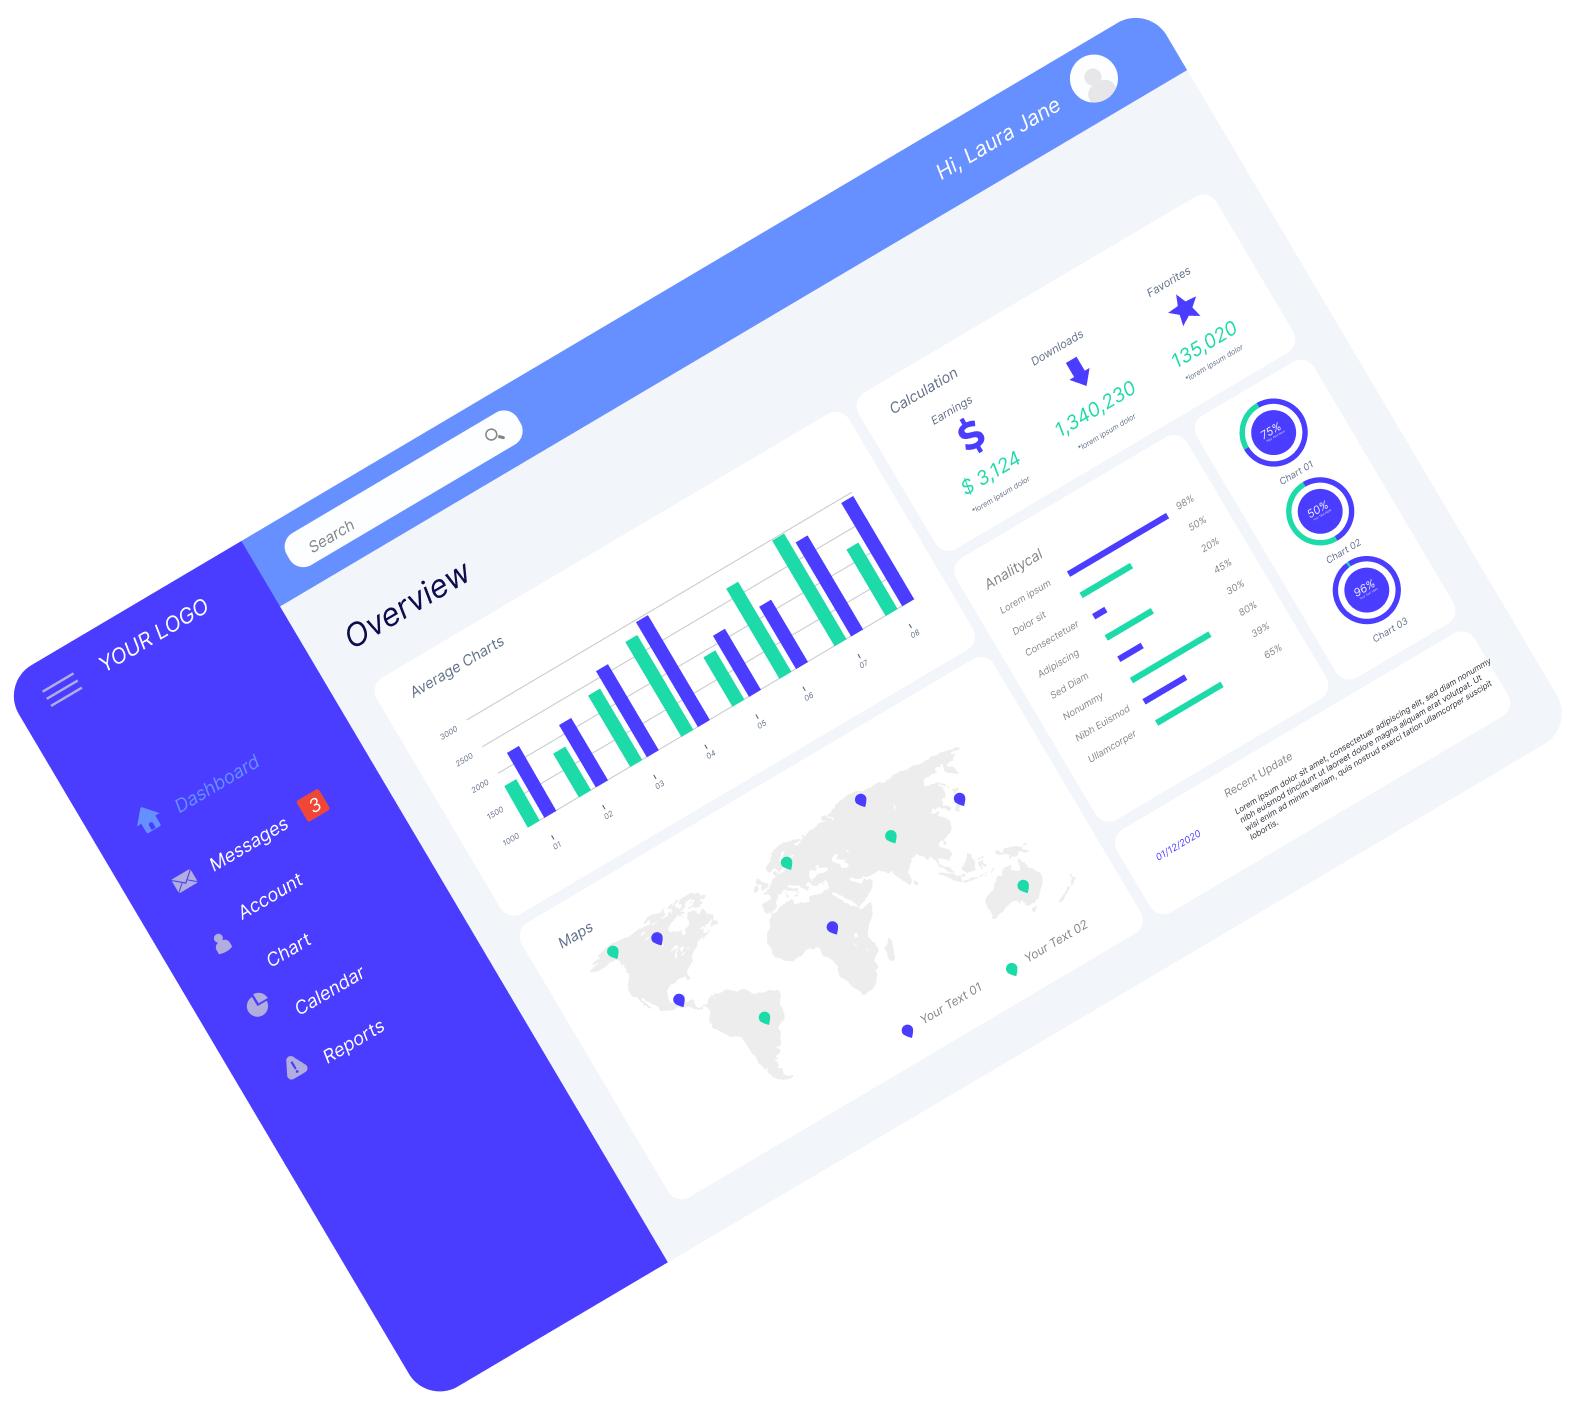 YOUR LOGO
Dashboard
Messages
3
Account
Chart
Calendar
Reports
Search
Hi, Laura Jane
Overview
Average Charts
3000
2500
2000
1500
1000
01
02
03
04
05
06
07
08
Calculation
Earnings
$
$ 3,124
*lorem ipsum dolor
Downloads
1,340,230
*lorem ipsum dolor
Favorites
135,020
*lorem ipsum dolor
Analitycal
Lorem ipsum
98%
Dolor sit
50%
Consectetuer
20%
Adipiscing
45%
Sed Diam
30%
Nonummy
80%
Nibh Euismod
39%
Ullamcorper
65%
75%
Chart 01
50%
Chart 02
96%
Chart 03
Maps
Your Text 01
Your Text 02
Recent Update
01/12/2020
Lorem ipsum dolor sit amet, consectetuer adipiscing elit, sed diam nonummy
nibh euismod tincidunt ut laoreet dolore magna aliquam erat volutpat. Ut
wisi enim ad minim veniam, quis nostrud exerci tation ullamcorper suscipit
lobortis.